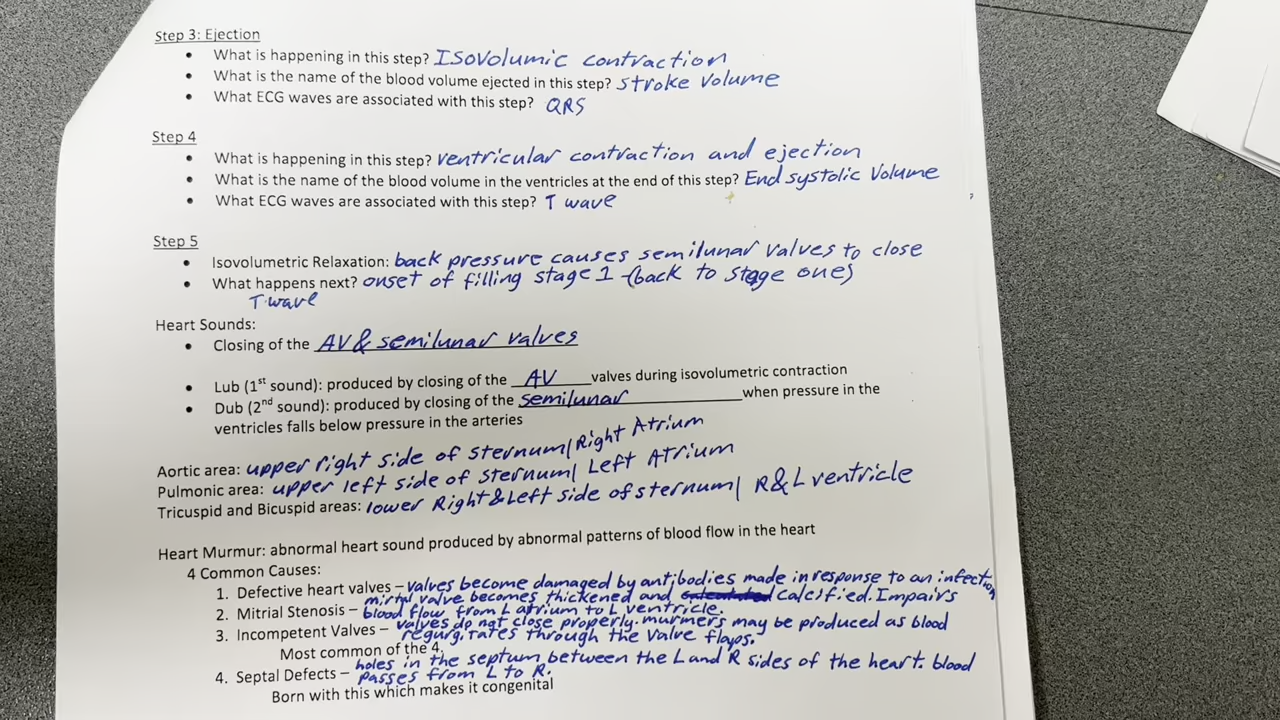 Step 3: Ejection
• What is happening in this step? Isovolumic contraction
• What is the name of the blood volume ejected in this step? stroke volume
• What ECG waves are associated with this step? QRS
Step 4
• What is happening in this step? ventricular contraction and ejection
• What is the name of the blood volume in the ventricles at the end of this step? End systolic Volume
• What ECG waves are associated with this step? T wave
Step 5
• Isovolumetric Relaxation: back pressure causes semilunar valves to close
• What happens next? onset of filling stage 1 (back to stage one)
T wave
Heart Sounds:
• Closing of the AV & semilunar valves
• Lub (1st sound): produced by closing of the AV valves during isovolumetric contraction
• Dub (2nd sound): produced by closing of the semilunar when pressure in the
ventricles falls below pressure in the arteries
Aortic area: upper right side of sternum/ Right Atrium
Pulmonic area: upper left side of sternum/ Left Atrium
Tricuspid and Bicuspid areas: lower Right & Left side of sternum/ R&L ventricle
Heart Murmur: abnormal heart sound produced by abnormal patterns of blood flow in the heart
4 Common Causes:
1. Defective heart valves – valves become damaged by antibodies made in response to an infection
mirtal valve becomes thickened and calcified. Impairs
2. Mitrial Stenosis – blood flow from L atrium to L ventricle.
valves do not close properly. murmers may be produced as blood
3. Incompetent Valves – regurgitates through the valve flaps.
Most common of the 4.
holes in the septum between the L and R sides of the heart. blood
4. Septal Defects – passes from L to R.
Born with this which makes it congenital